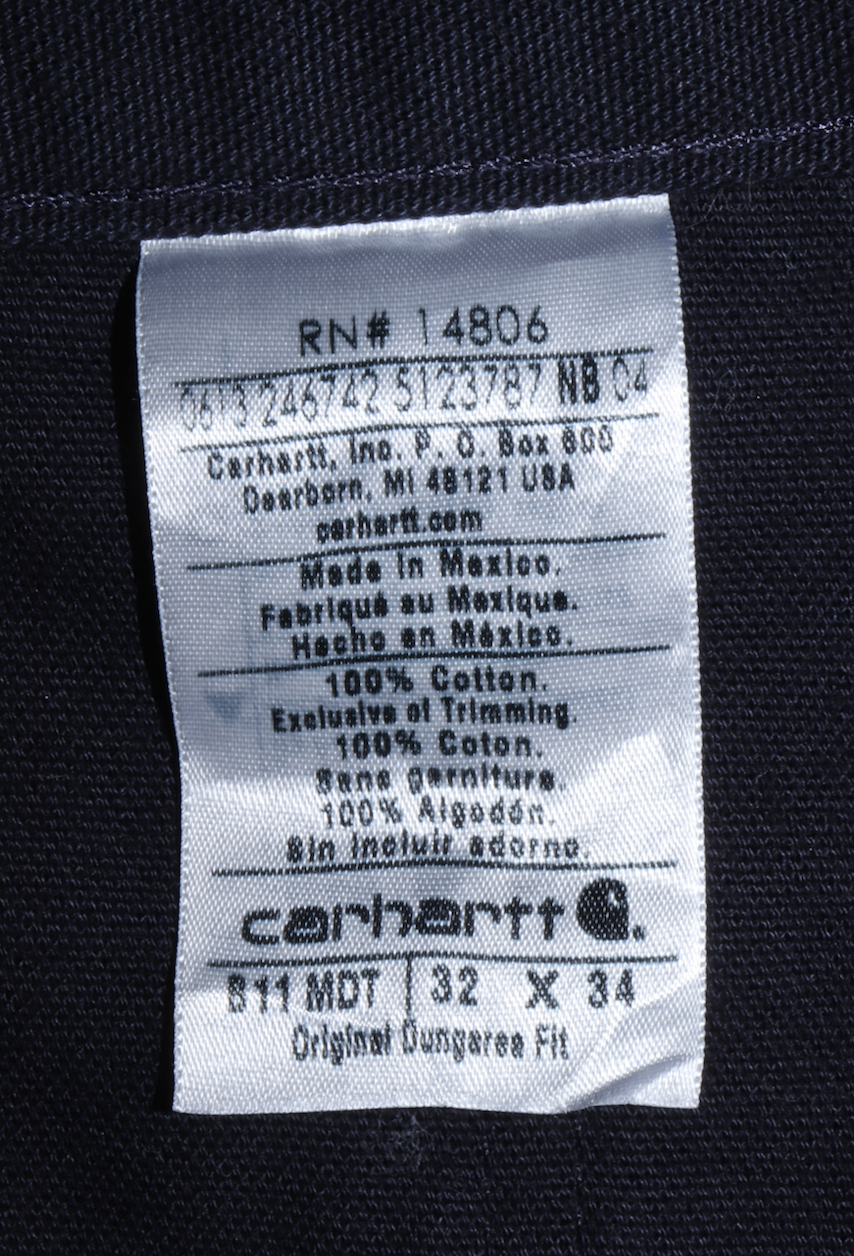 RN# 14806
0613 246742 5123787 NB 04
Carhartt, Inc. P. O. Box 600
Dearborn, MI 48121 USA
carhartt.com
Made in Mexico.
Fabriqué au Mexique.
Hecho en México.
100% Cotton.
Exclusive of Trimming.
100% Coton.
Sans garniture.
100% Algodón.
Sin incluir adorno.
carhartt
B11 MDT | 32 X 34
Original Dungaree Fit